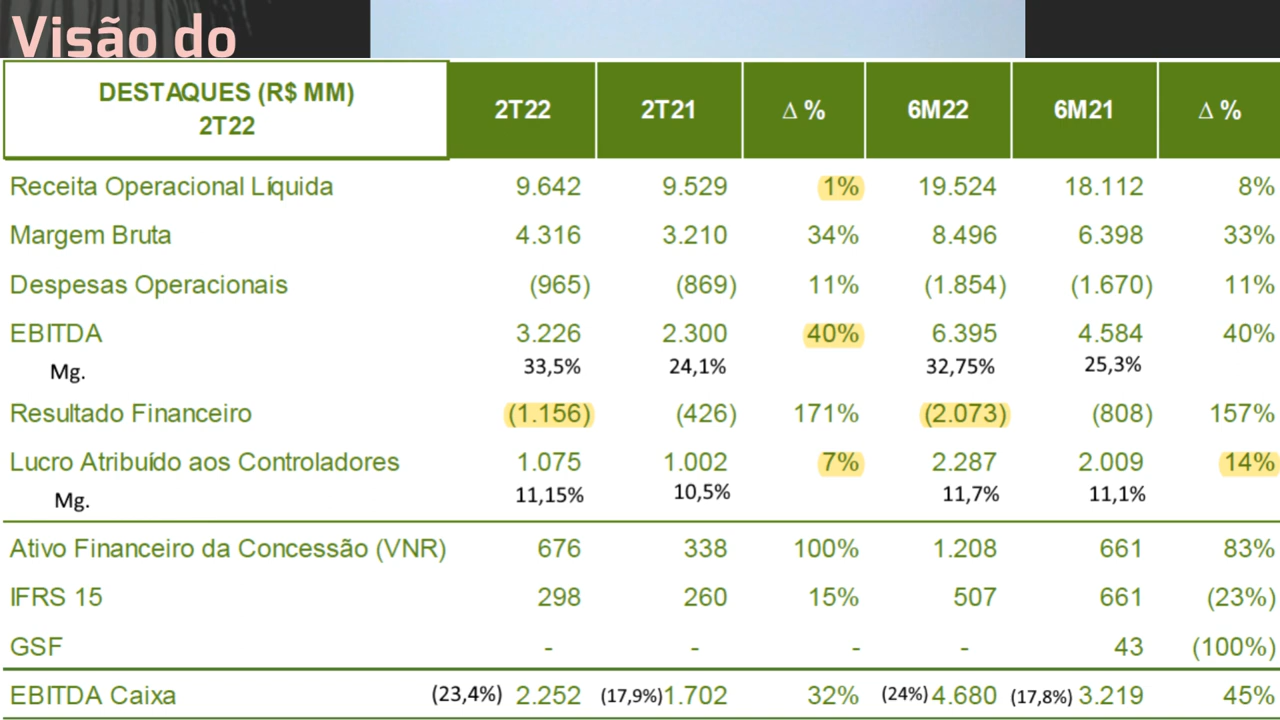 Visão do
DESTAQUES (R$ MM)
2T22
2T22 2T21 Δ % 6M22 6M21 Δ %
Receita Operacional Líquida 9.642 9.529 1% 19.524 18.112 8%
Margem Bruta 4.316 3.210 34% 8.496 6.398 33%
Despesas Operacionais (965) (869) 11% (1.854) (1.670) 11%
EBITDA 3.226 2.300 40% 6.395 4.584 40%
Mg. 33,5% 24,1% 32,75% 25,3%
Resultado Financeiro (1.156) (426) 171% (2.073) (808) 157%
Lucro Atribuído aos Controladores 1.075 1.002 7% 2.287 2.009 14%
Mg. 11,15% 10,5% 11,7% 11,1%
Ativo Financeiro da Concessão (VNR) 676 338 100% 1.208 661 83%
IFRS 15 298 260 15% 507 661 (23%)
GSF - - - - 43 (100%)
EBITDA Caixa (23,4%) 2.252 (17,9%) 1.702 32% (24%) 4.680 (17,8%) 3.219 45%